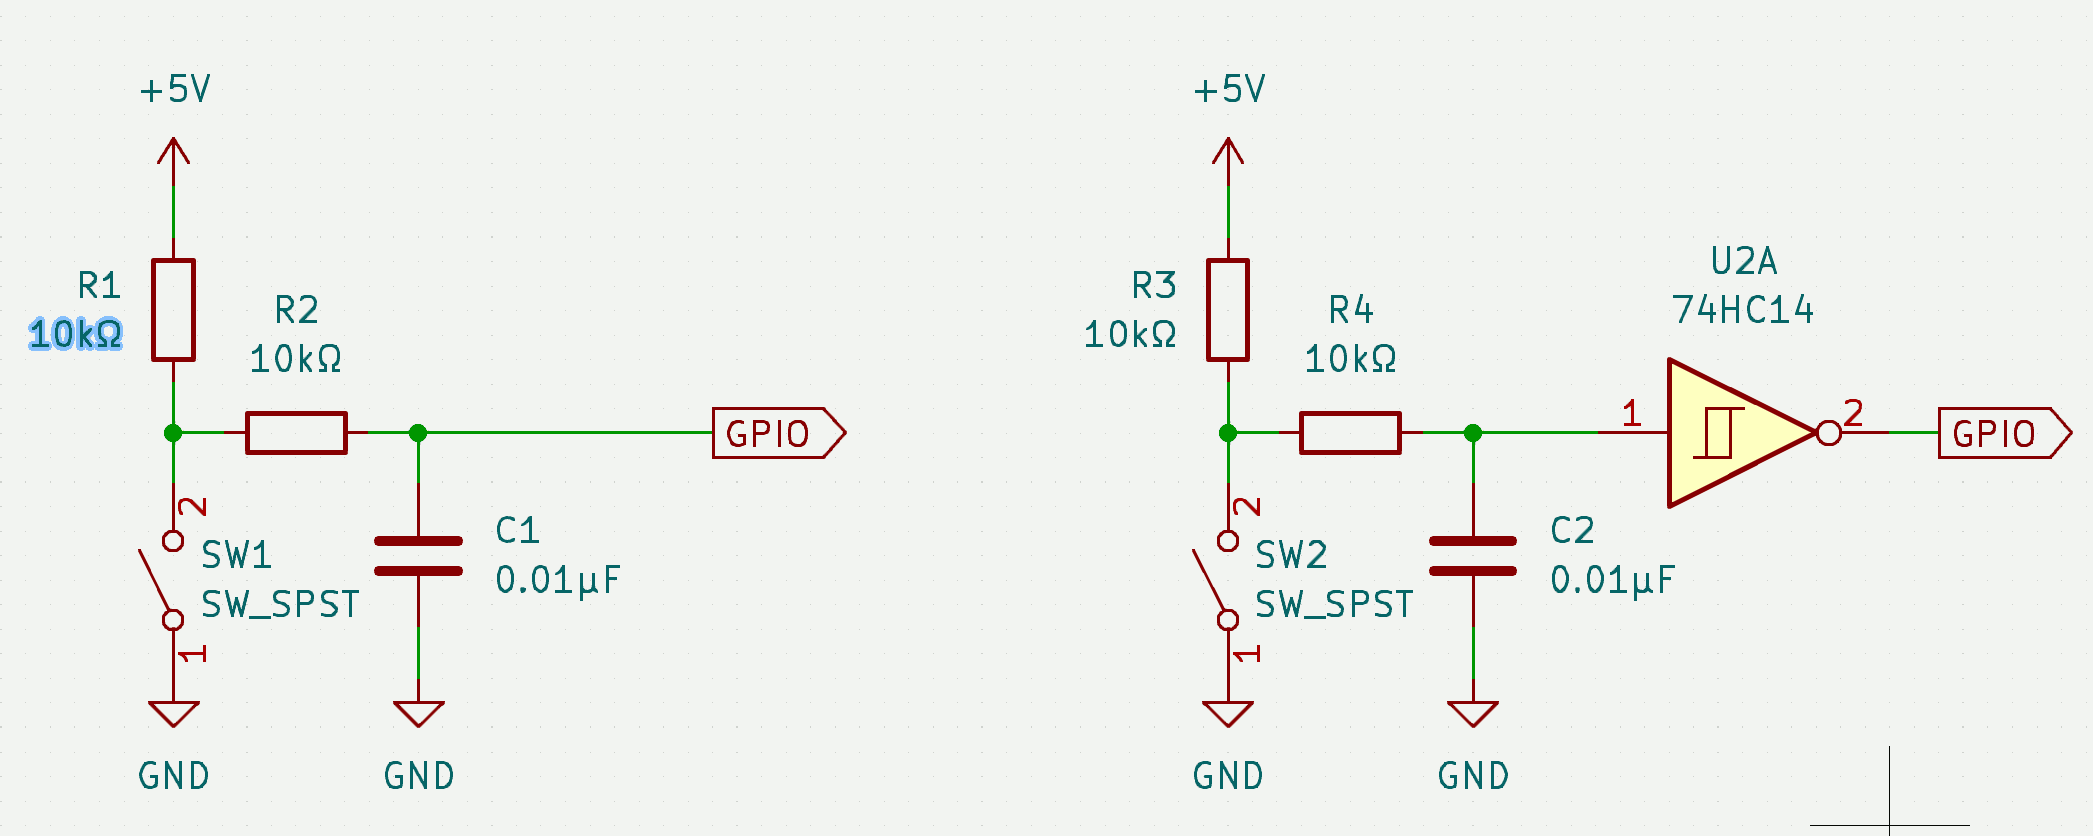 +5V
R1
10kΩ
R2
10kΩ
GPIO
2
SW1
SW_SPST
1
C1
0.01µF
GND
GND
+5V
R3
10kΩ
R4
10kΩ
U2A
74HC14
1
2
GPIO
2
SW2
SW_SPST
1
C2
0.01µF
GND
GND